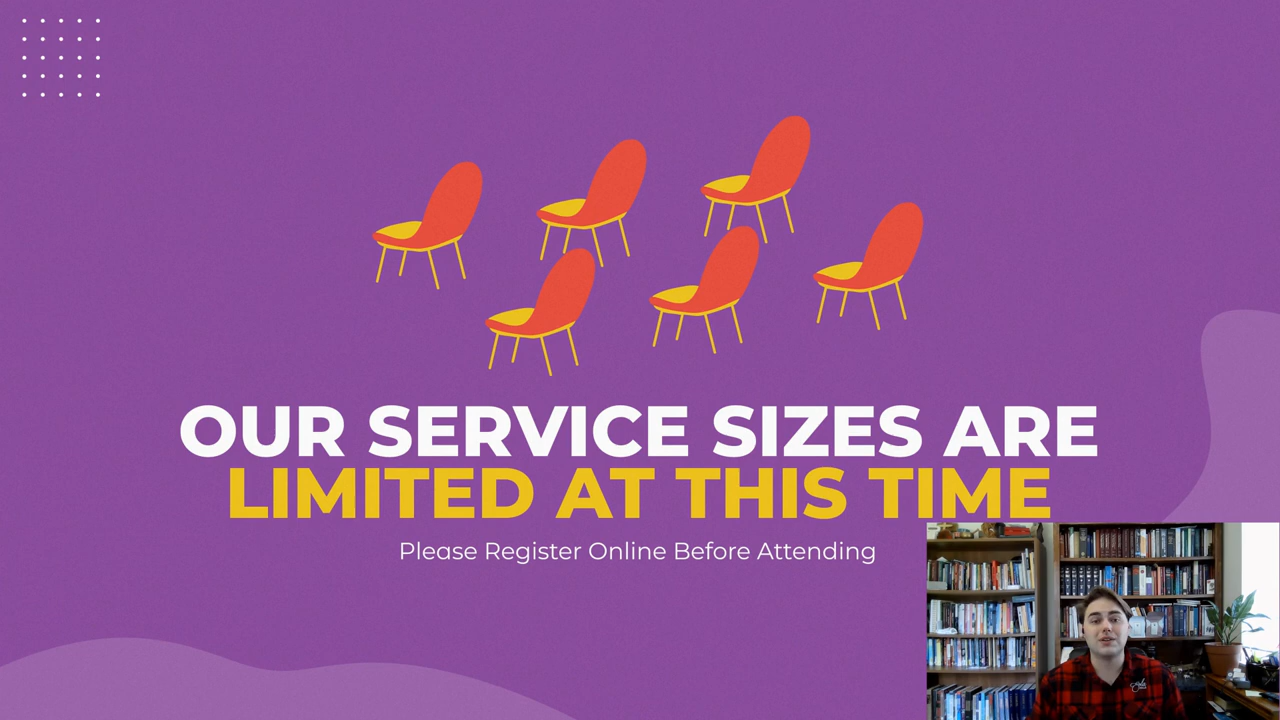 OUR SERVICE SIZES ARE
LIMITED AT THIS TIME
Please Register Online Before Attending